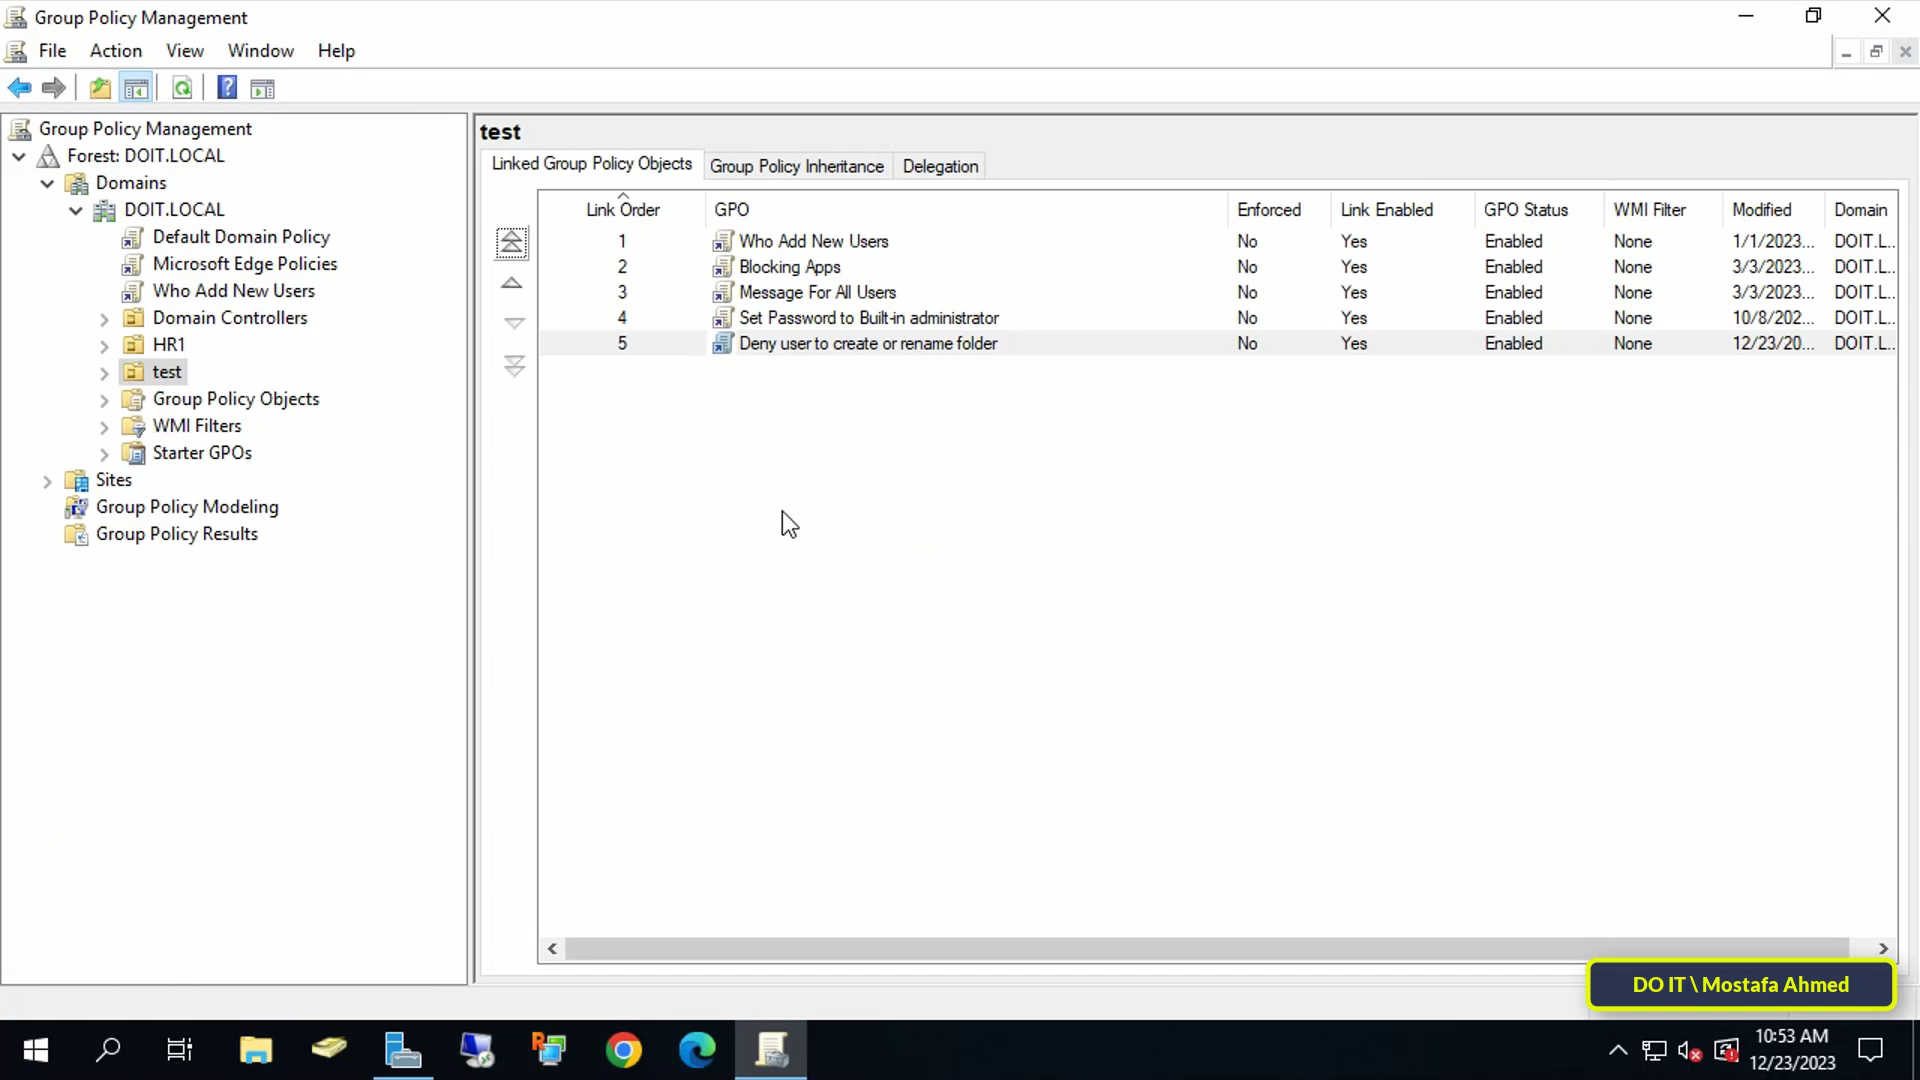 Group Policy Management
File Action View Window Help
Group Policy Management
Forest: DOIT.LOCAL
Domains
DOIT.LOCAL
Default Domain Policy
Microsoft Edge Policies
Who Add New Users
Domain Controllers
HR1
test
Group Policy Objects
WMI Filters
Starter GPOs
Sites
Group Policy Modeling
Group Policy Results
test
Linked Group Policy Objects Group Policy Inheritance Delegation
Link Order GPO Enforced Link Enabled GPO Status WMI Filter Modified Domain
1 Who Add New Users No Yes Enabled None 1/1/2023... DOIT.L...
2 Blocking Apps No Yes Enabled None 3/3/2023... DOIT.L...
3 Message For All Users No Yes Enabled None 3/3/2023... DOIT.L...
4 Set Password to Built-in administrator No Yes Enabled None 10/8/202... DOIT.L...
5 Deny user to create or rename folder No Yes Enabled None 12/23/20... DOIT.L...
DO IT \ Mostafa Ahmed
10:53 AM
12/23/2023